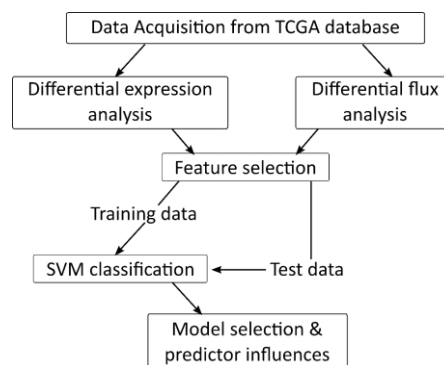 Data Acquisition from TCGA database
Differential expression
analysis
Differential flux
analysis
Feature selection
Training data
SVM classification
Test data
Model selection &
predictor influences